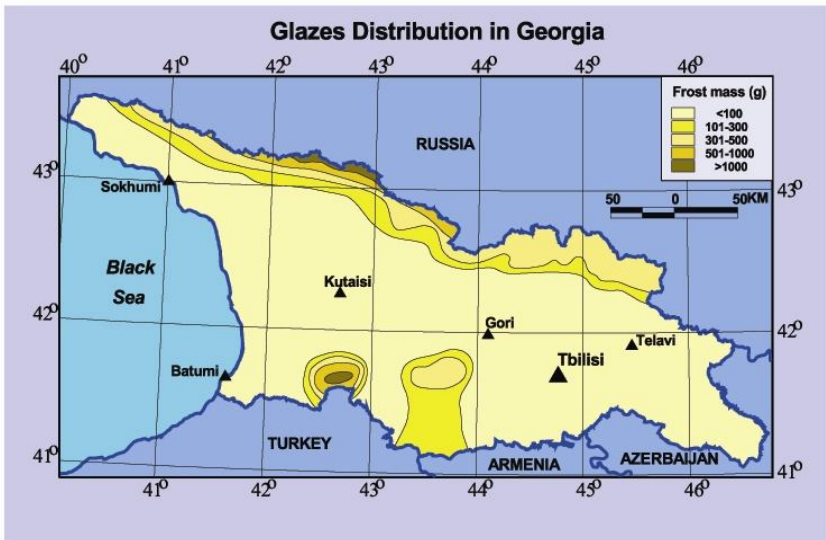 Glazes Distribution in Georgia
40° 41° 42° 43° 44° 45° 46°
Frost mass (g)
<100
101-300
301-500
501-1000
>1000
RUSSIA
43° 43°
Sokhumi
50 0 50KM
Black
Sea
Kutaisi
42° 42°
Gori
Telavi
Tbilisi
Batumi
TURKEY
ARMENIA
AZERBAIJAN
41° 41°
41° 42° 43° 44° 45° 46°